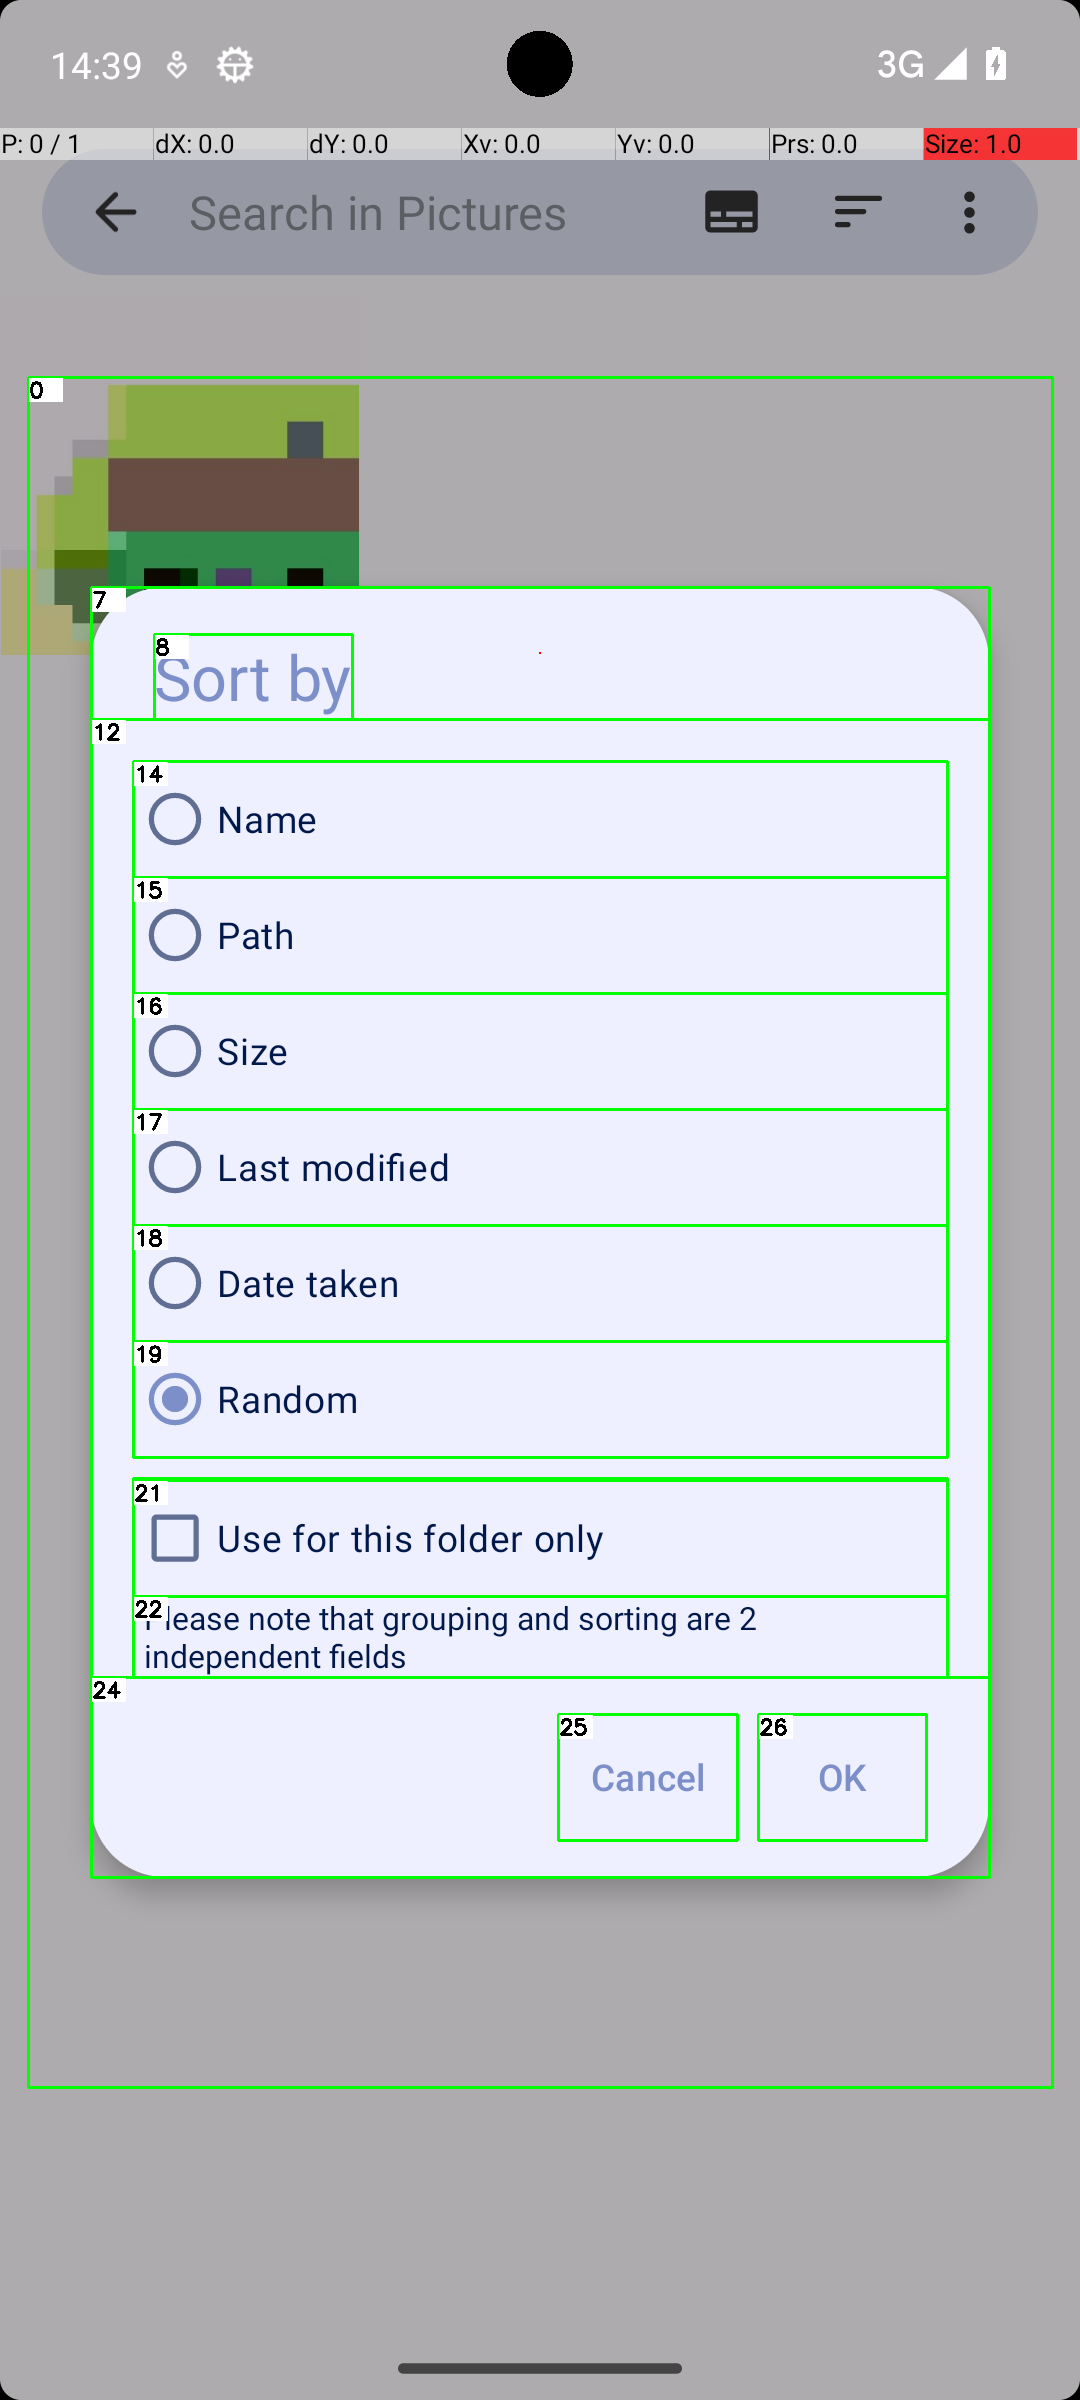 14:39
3G
P: 0 / 1
dX: 0.0
dY: 0.0
Xv: 0.0
Yv: 0.0
Prs: 0.0
Size: 1.0
Search in Pictures
0
7
8
Sort by
12
14
Name
15
Path
16
Size
17
Last modified
18
Date taken
19
Random
21
Use for this folder only
22
Please note that grouping and sorting are 2
independent fields
24
25
Cancel
26
OK